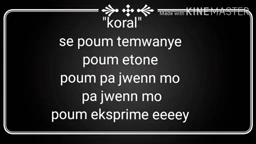 Made with KINEMASTER
"koral"
se poum temwanye
poum etone
poum pa jwenn mo
pa jwenn mo
poum eksprime eeeey